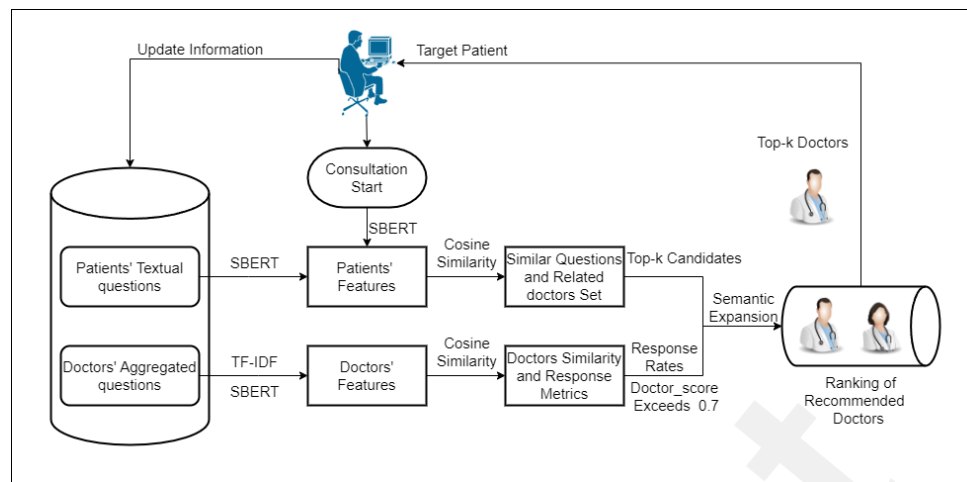 Update Information
Target Patient
Top-k Doctors
Consultation
Start
SBERT
Patients' Textual
questions
SBERT
Patients'
Features
Cosine
Similarity
Similar Questions
and Related
doctors Set
Top-k Candidates
Semantic
Expansion
Doctors' Aggregated
questions
TF-IDF
SBERT
Doctors'
Features
Cosine
Similarity
Doctors Similarity
and Response
Metrics
Response
Rates
Doctor_score
Exceeds 0.7
Ranking of
Recommended
Doctors